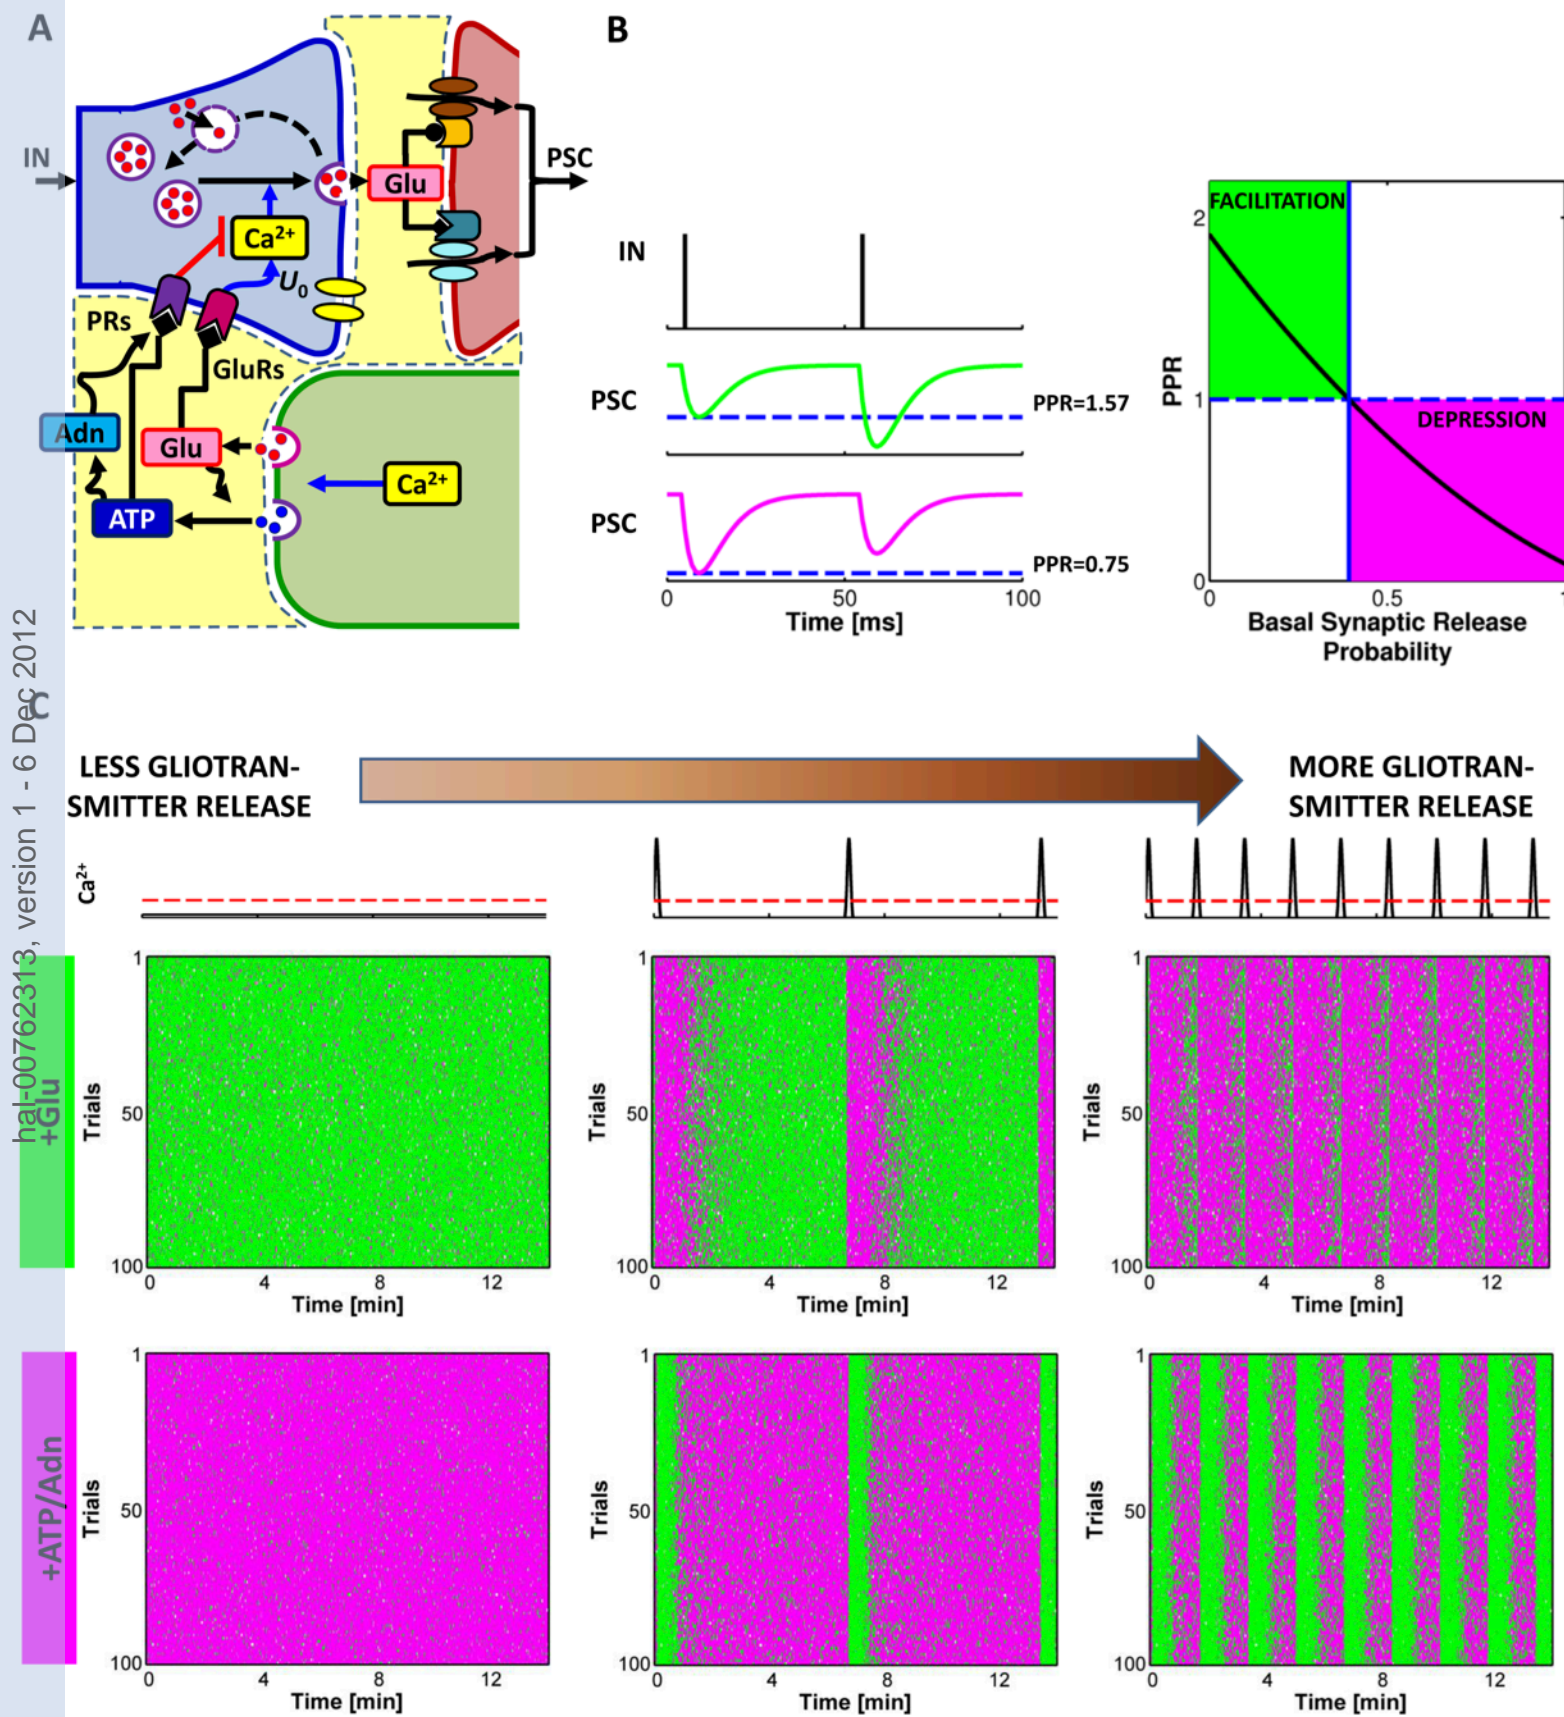 A
IN
Ca2+
U0
PRs
GluRs
Glu
PSC
Adn
Glu
ATP
Ca2+
B
IN
PSC
PPR=1.57
PSC
PPR=0.75
0
50
100
Time [ms]
FACILITATION
DEPRESSION
PPR
2
1
0
0
0.5
1
Basal Synaptic Release
Probability
hal-00762313, version 1 - 6 Dec 2012
C
LESS GLIOTRAN-
SMITTER RELEASE
MORE GLIOTRAN-
SMITTER RELEASE
Ca2+
+Glu
Trials
1
50
100
0
4
8
12
Time [min]
Trials
1
50
100
0
4
8
12
Time [min]
Trials
1
50
100
0
4
8
12
Time [min]
+ATP/Adn
Trials
1
50
100
0
4
8
12
Time [min]
Trials
1
50
100
0
4
8
12
Time [min]
Trials
1
50
100
0
4
8
12
Time [min]